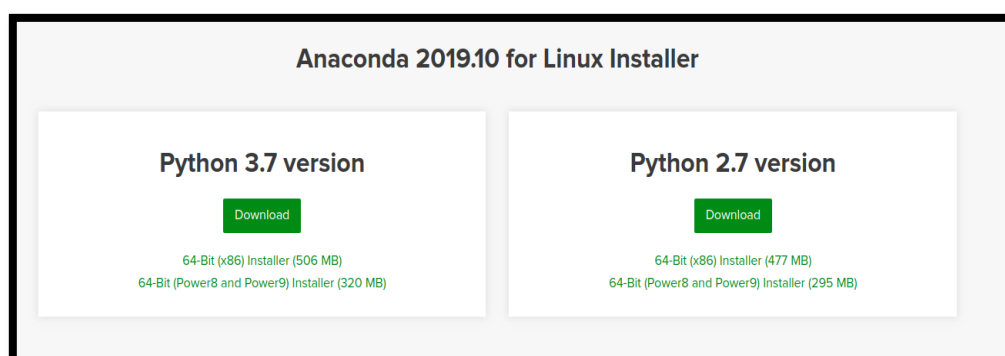 Anaconda 2019.10 for Linux Installer
Python 3.7 version
Download
64-Bit (x86) Installer (506 MB)
64-Bit (Power8 and Power9) Installer (320 MB)
Python 2.7 version
Download
64-Bit (x86) Installer (477 MB)
64-Bit (Power8 and Power9) Installer (295 MB)